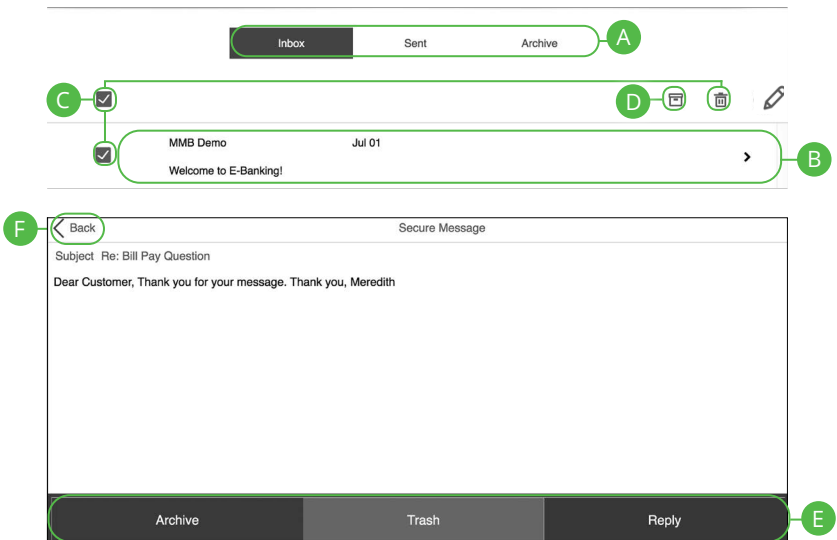 Inbox Sent Archive A
C D
MMB Demo Jul 01
Welcome to E-Banking! B
F Back Secure Message
Subject Re: Bill Pay Question
Dear Customer, Thank you for your message. Thank you, Meredith
Archive Trash Reply E